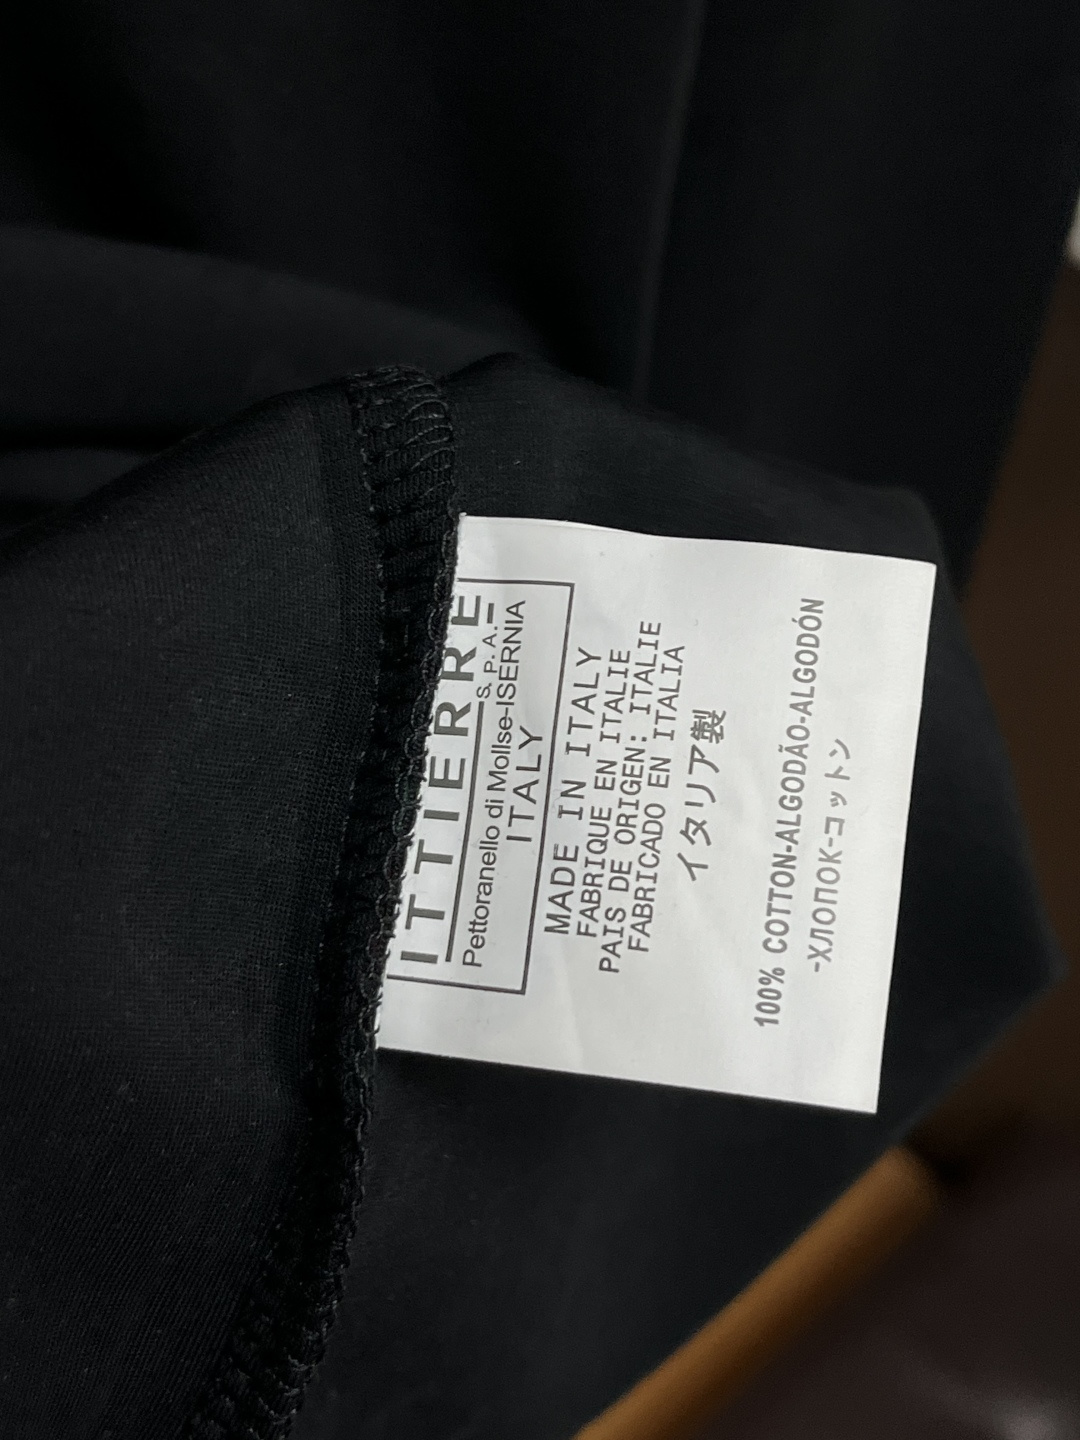 ITTIERRE
S.P.A.
Pettoranello di Mollse-ISERNIA
ITALY
MADE IN ITALY
FABRIQUE EN ITALIE
PAIS DE ORIGEN: ITALIE
FABRICADO EN ITALIA
イタリア製
100% COTTON-ALGODÃO-ALGODÓN
-ХЛОПОК-コットン